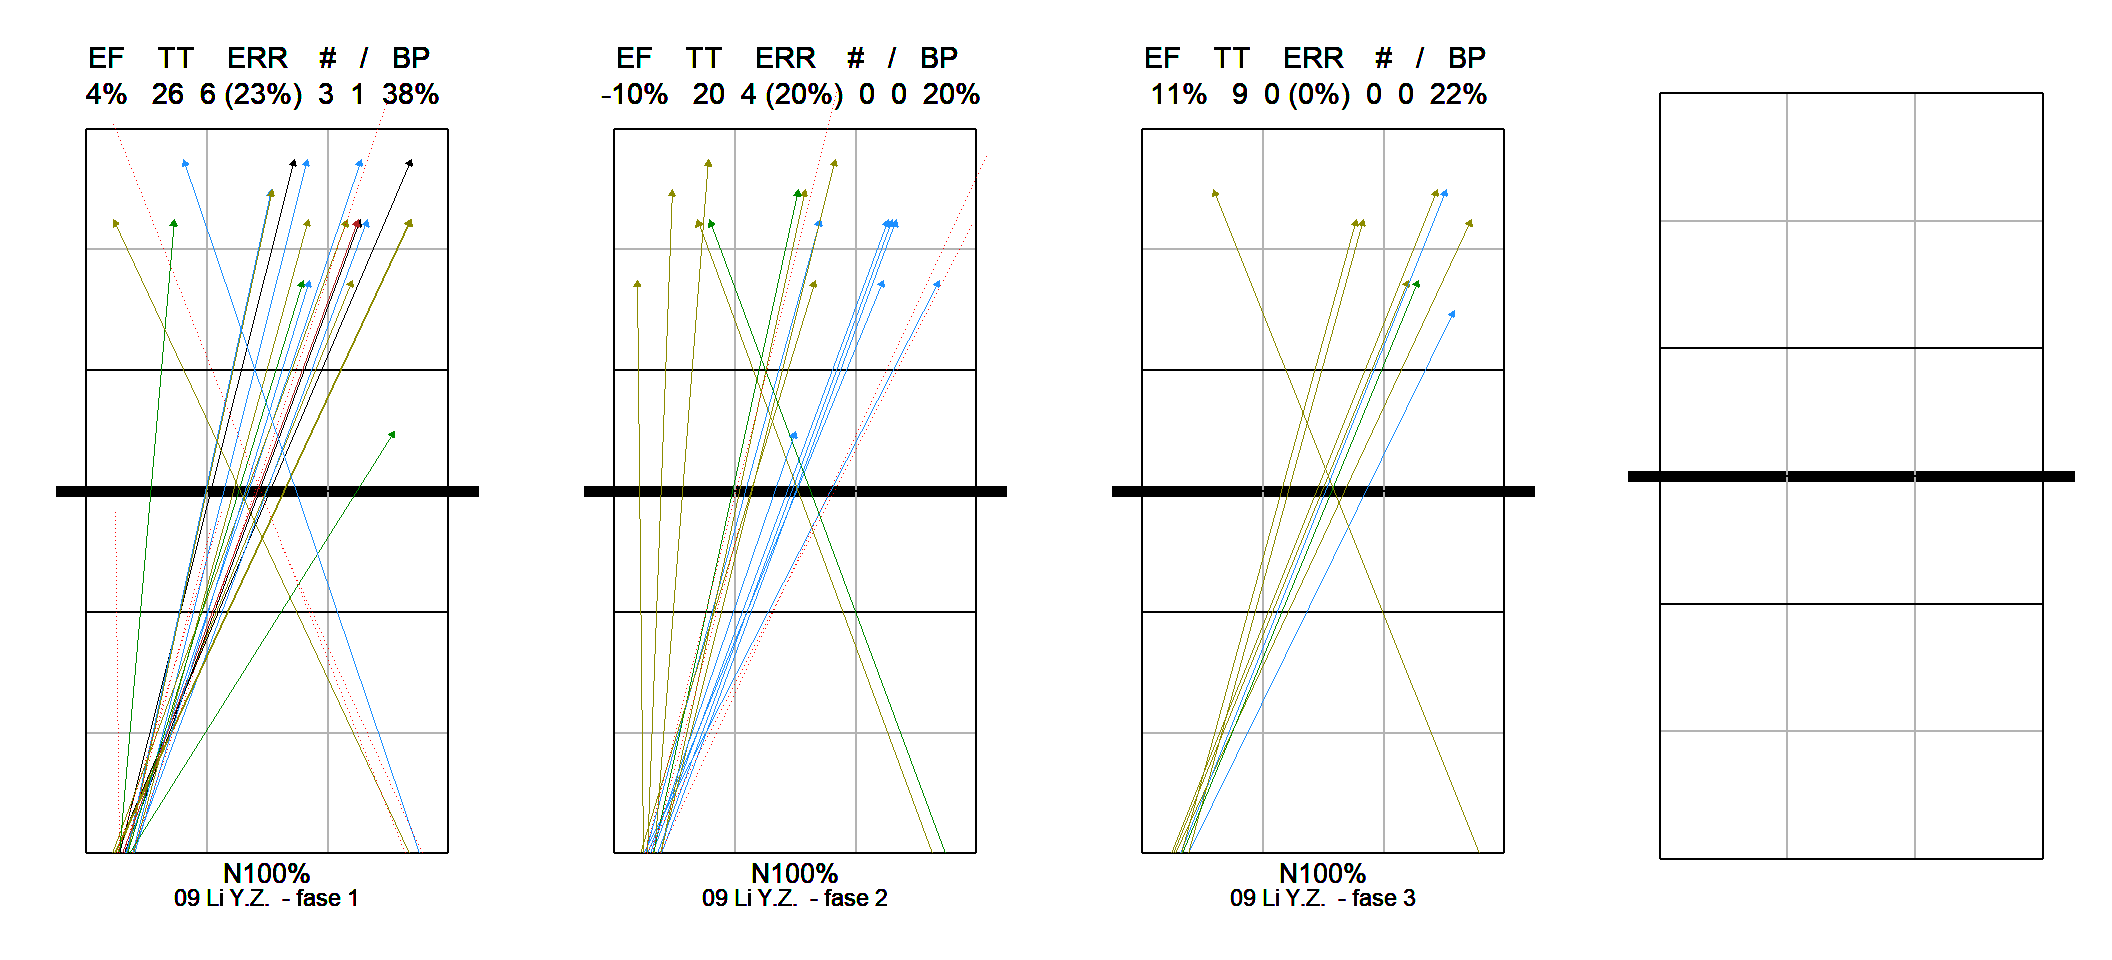 EF TT ERR # / BP
4% 26 6 (23%) 3 1 38%
N100%
09 Li Y.Z. - fase 1
EF TT ERR # / BP
-10% 20 4 (20%) 0 0 20%
N100%
09 Li Y.Z. - fase 2
EF TT ERR # / BP
11% 9 0 (0%) 0 0 22%
N100%
09 Li Y.Z. - fase 3